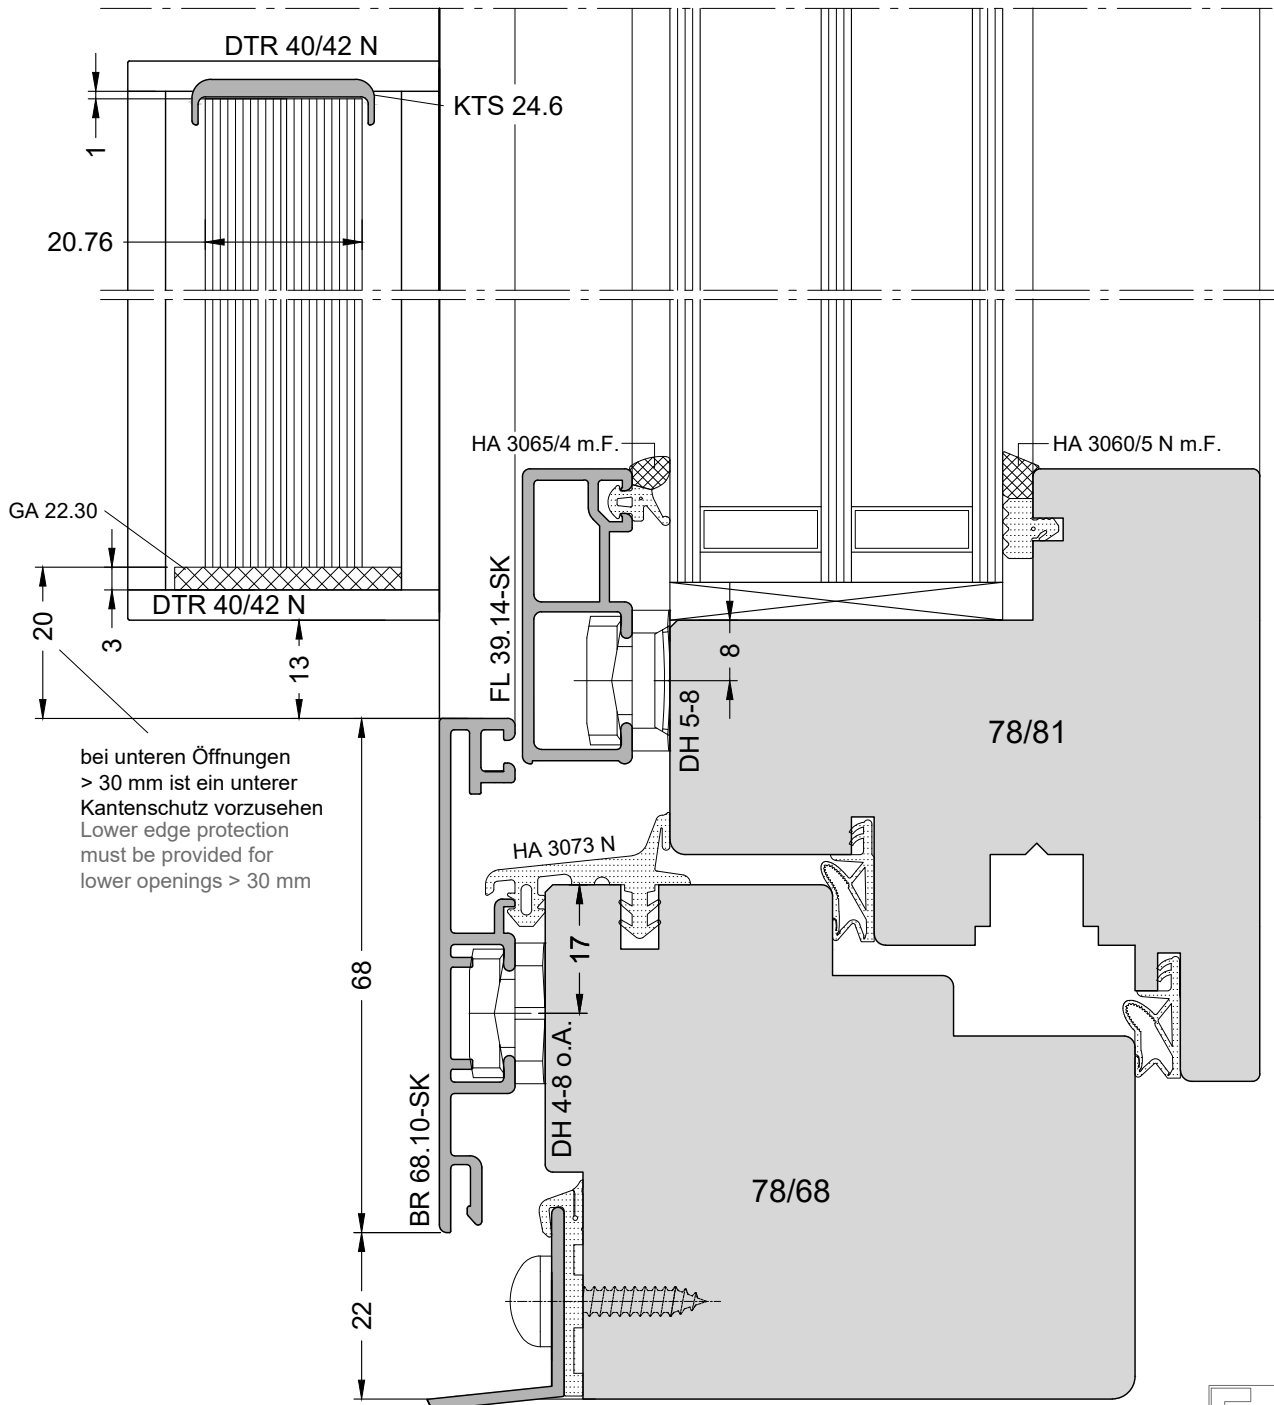 DTR 40/42 N
KTS 24.6
1
20.76
HA 3065/4 m.F.
HA 3060/5 N m.F.
GA 22.30
DTR 40/42 N
20
3
13
FL 39.14-SK
8
DH 5-8
78/81
bei unteren Öffnungen
> 30 mm ist ein unterer
Kantenschutz vorzusehen
Lower edge protection
must be provided for
lower openings > 30 mm
HA 3073 N
68
17
DH 4-8 o.A.
BR 68.10-SK
78/68
22